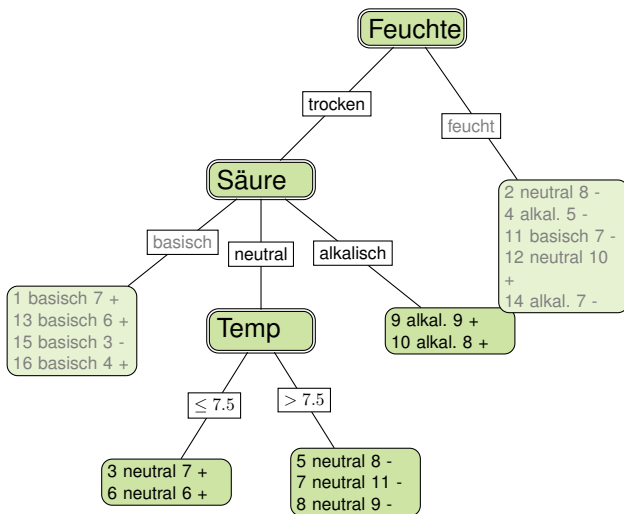 Feuchte
trocken
feucht
Säure
2 neutral 8 -
4 alkal. 5 -
11 basisch 7 -
12 neutral 10
+
14 alkal. 7 -
basisch
neutral
alkalisch
1 basisch 7 +
13 basisch 6 +
15 basisch 3 -
16 basisch 4 +
Temp
9 alkal. 9 +
10 alkal. 8 +
≤ 7.5
> 7.5
3 neutral 7 +
6 neutral 6 +
5 neutral 8 -
7 neutral 11 -
8 neutral 9 -